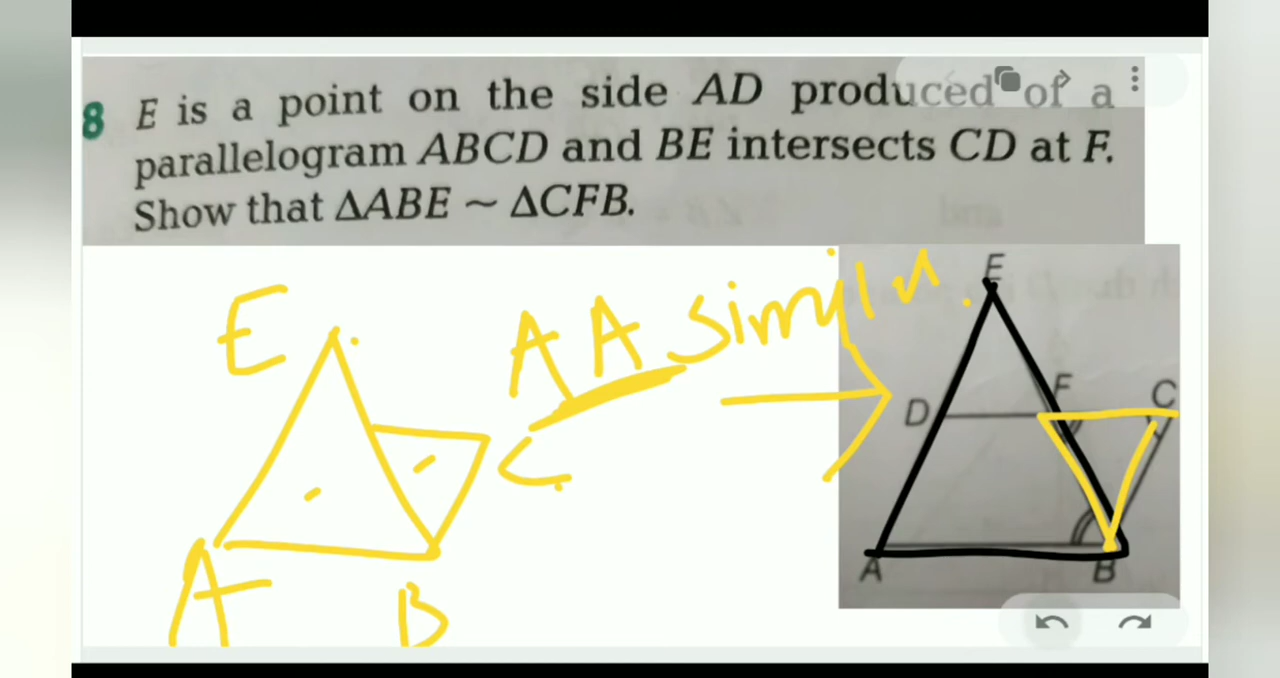 8 E is a point on the side AD produced of a
parallelogram ABCD and BE intersects CD at F.
Show that ΔABE ~ ΔCFB.
E
AA
E
F
C
D
C
A
B
A
B